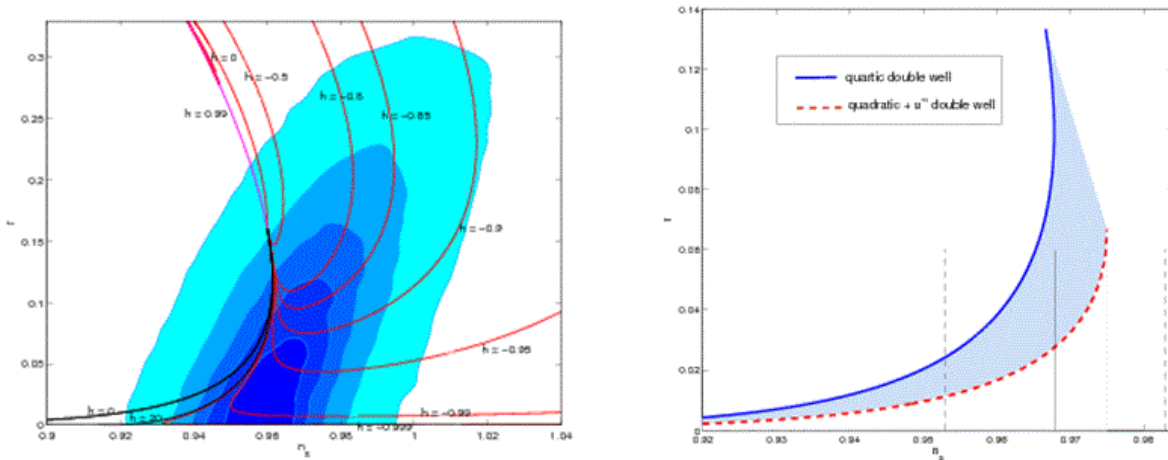 0.3
0.25
0.2
0.15
0.1
0.05
0
r
h = 0
h = −0.5
h = 0.99
h = −0.8
h = −0.85
h = −0.9
h = −0.95
h = −0.99
h = −0.999
h = 0
h = 20
0.9 0.92 0.94 0.96 0.98 1 1.02 1.04
n_s
0.14
0.12
0.1
0.08
0.06
0.04
0.02
0
r
quartic double well
double well
0.92 0.93 0.94 0.95 0.96 0.97 0.98
n_s